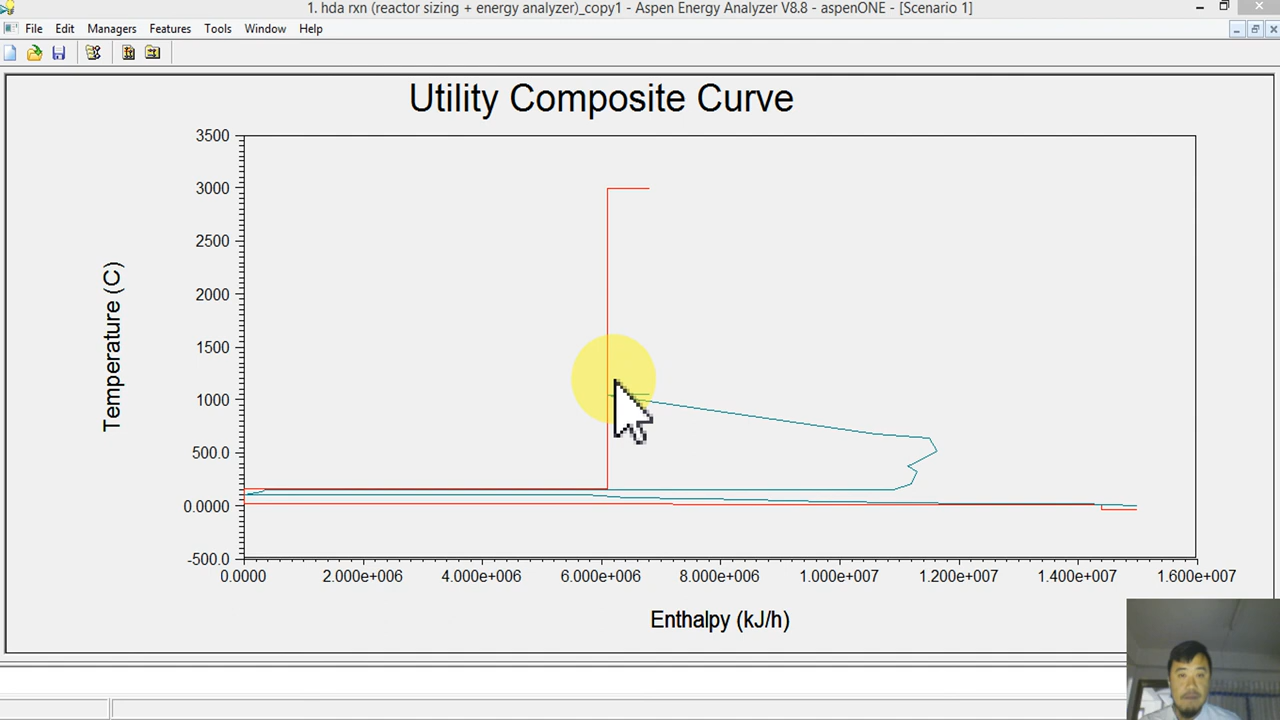 1. hda rxn (reactor sizing + energy analyzer)_copy1 - Aspen Energy Analyzer V8.8 - aspenONE - [Scenario 1]
File Edit Managers Features Tools Window Help
Utility Composite Curve
3500
3000
2500
2000
1500
1000
500.0
0.0000
-500.0
Temperature (C)
0.0000 2.000e+006 4.000e+006 6.000e+006 8.000e+006 1.000e+007 1.200e+007 1.400e+007 1.600e+007
Enthalpy (kJ/h)